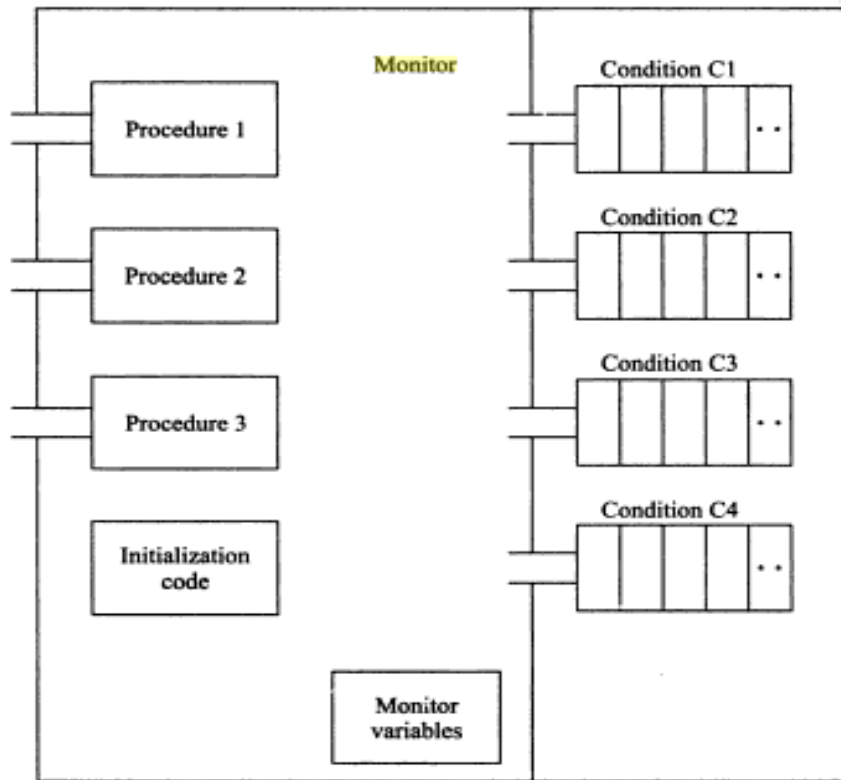 Monitor
Condition C1
Procedure 1
Condition C2
Procedure 2
Condition C3
Procedure 3
Condition C4
Initialization
code
Monitor
variables